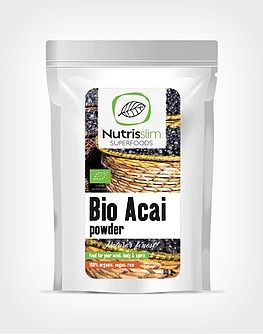 Nutrisslim
SUPERFOODS
Bio Acai
powder
Nature's finest
Food for your mind, body & spirit
100% organic, vegan, raw